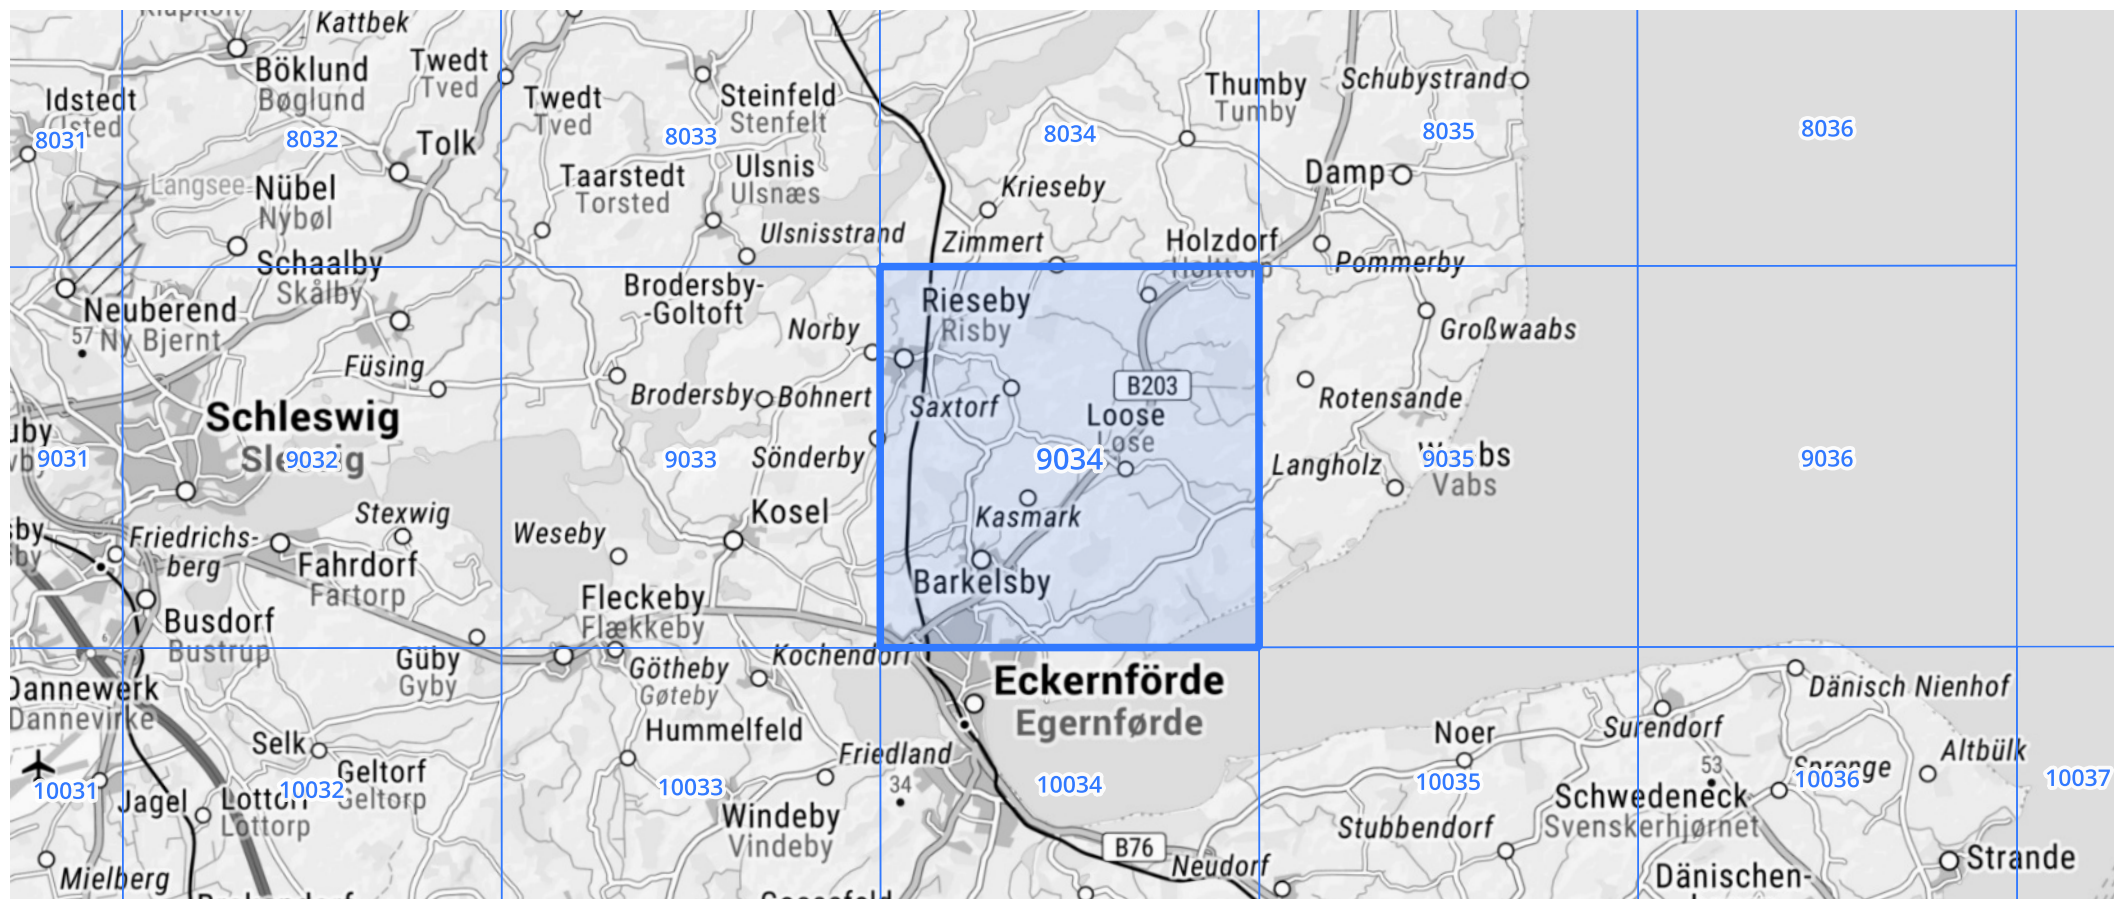 Kattbek
Böklund
Bøglund
Twedt
Tved
Twedt
Tved
Steinfeld
Stenfelt
Thumby
Tumby
Schubystrand
Idstedt
8031
8032
Tolk
8033
8034
8035
8036
Langsee
Nübel
Nybøl
Taarstedt
Torsted
Ulsnis
Ulsnæs
Krieseby
Damp
Ulsnisstrand
Zimmert
Holzdorf
Holttorp
Pommerby
Schaalby
Skålby
Neuberend
Ny Bjernt
57
Brodersby-
-Goltoft
Norby
Rieseby
Risby
Großwaabs
Füsing
Brodersby
Bohnert
Saxtorf
B203
Rotensande
Loose
Lose
Schleswig
9031
9032
9033
Sönderby
9034
Langholz
9035
Vabs
9036
Kosel
Kasmark
Stexwig
Weseby
Friedrichs-
berg
Fahrdorf
Fartorp
Barkelsby
Fleckeby
Flækkeby
Busdorf
Bustrup
6
Güby
Gyby
Götheby
Gøteby
Kochendorf
Eckernförde
Egernførde
Dannewerk
Dannevirke
Hummelfeld
Dänisch Nienhof
Surendorf
Noer
Altbülk
Selk
Geltorf
Geltorp
Friedland
34
53
Sprenge
10031
10032
10033
10034
10035
10036
10037
Jagel
Lottorf
Lottorp
Windeby
Vindeby
Schwedeneck
Svenskerhjørnet
Stubbendorf
B76
Neudorf
Strande
Mielberg
Dänischen-